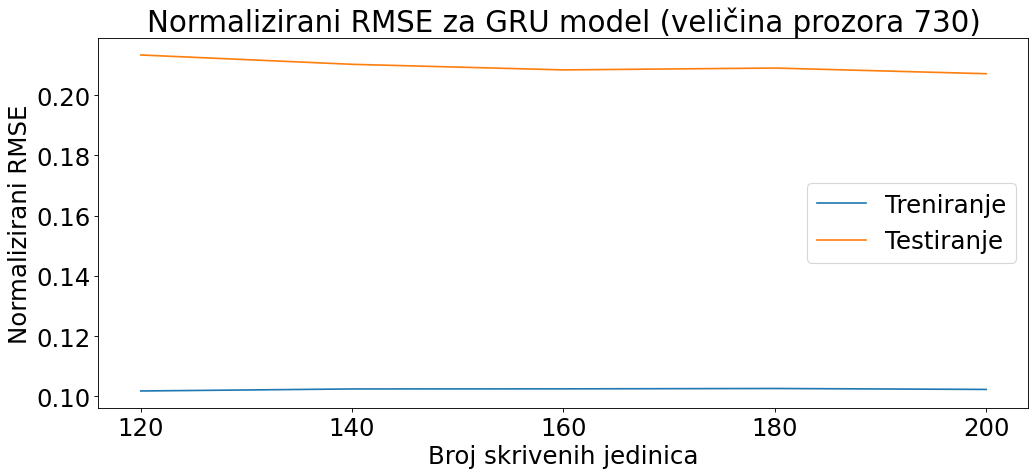 Normalizirani RMSE za GRU model (veličina prozora 730)
Normalizirani RMSE
0.20
0.18
0.16
0.14
0.12
0.10
Treniranje
Testiranje
120 140 160 180 200
Broj skrivenih jedinica